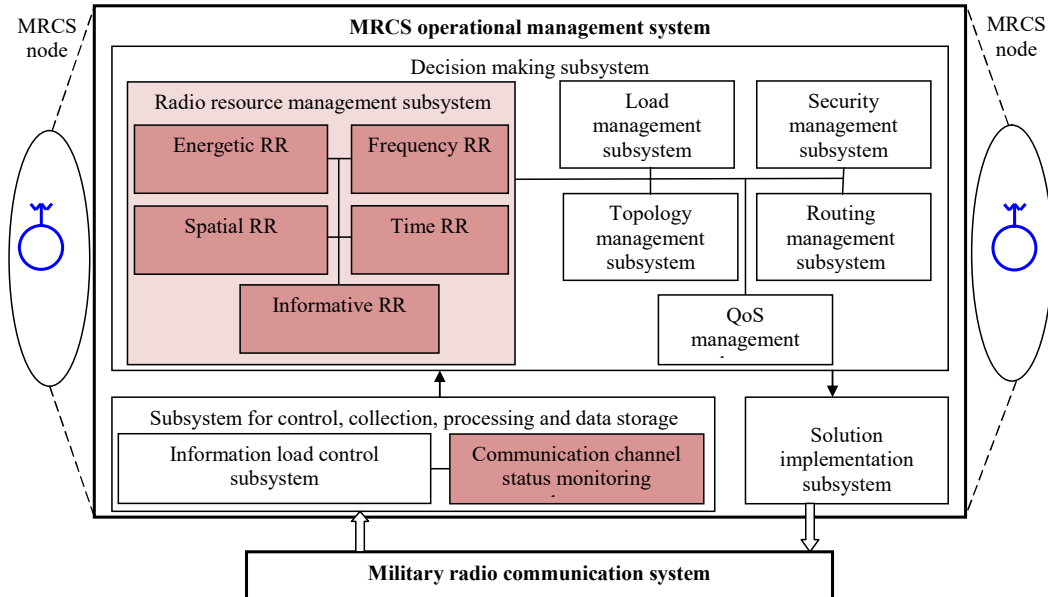 MRCS
node
MRCS operational management system
MRCS
node
Decision making subsystem
Radio resource management subsystem
Energetic RR
Frequency RR
Spatial RR
Time RR
Informative RR
Load
management
subsystem
Security
management
subsystem
Topology
management
subsystem
Routing
management
subsystem
QoS
management
Subsystem for control, collection, processing and data storage
Information load control
subsystem
Communication channel
status monitoring
Solution
implementation
subsystem
Military radio communication system